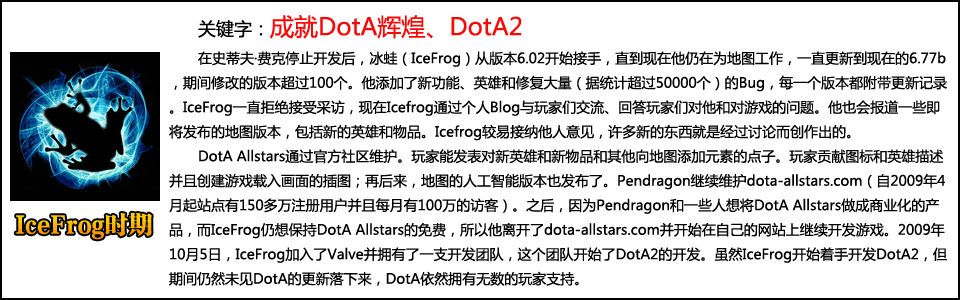 关键字：成就DotA辉煌、DotA2
在史蒂夫·费克停止开发后，冰蛙（IceFrog）从版本6.02开始接手，直到现在他仍在为地图工作，一直更新到现在的6.77b
，期间修改的版本超过100个。他添加了新功能、英雄和修复大量（据统计超过50000个）的Bug，每一个版本都附带更新记录
。IceFrog一直拒绝接受采访，现在Icefrog通过个人Blog与玩家们交流、回答玩家们对他和对游戏的问题。他也会报道一些即
将发布的地图版本，包括新的英雄和物品。Icefrog较易接纳他人意见，许多新的东西就是经过讨论而创作出的。
DotA Allstars通过官方社区维护。玩家能发表对新英雄和新物品和其他向地图添加元素的点子。玩家贡献图标和英雄描述
并且创建游戏载入画面的插图；再后来，地图的人工智能版本也发布了。Pendragon继续维护dota-allstars.com（自2009年4
月起站点有150多万注册用户并且每月有100万的访客）。之后，因为Pendragon和一些人想将DotA Allstars做成商业化的产
品，而IceFrog仍想保持DotA Allstars的免费，所以他离开了dota-allstars.com并开始在自己的网站上继续开发游戏。2009年
10月5日，IceFrog加入了Valve并拥有了一支开发团队，这个团队开始了DotA2的开发。虽然IceFrog开始着手开发DotA2，但
期间仍然未见DotA的更新落下来，DotA依然拥有无数的玩家支持。
IceFrog时期